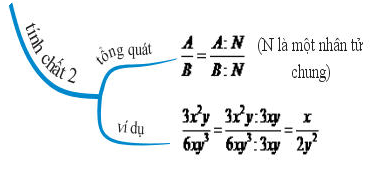 tính chất 2
tổng quát
A/B = A:N/B:N (N là một nhân tử
chung)
ví dụ
3x²y/6xy³ = 3x²y:3xy/6xy³:3xy = x/2y²